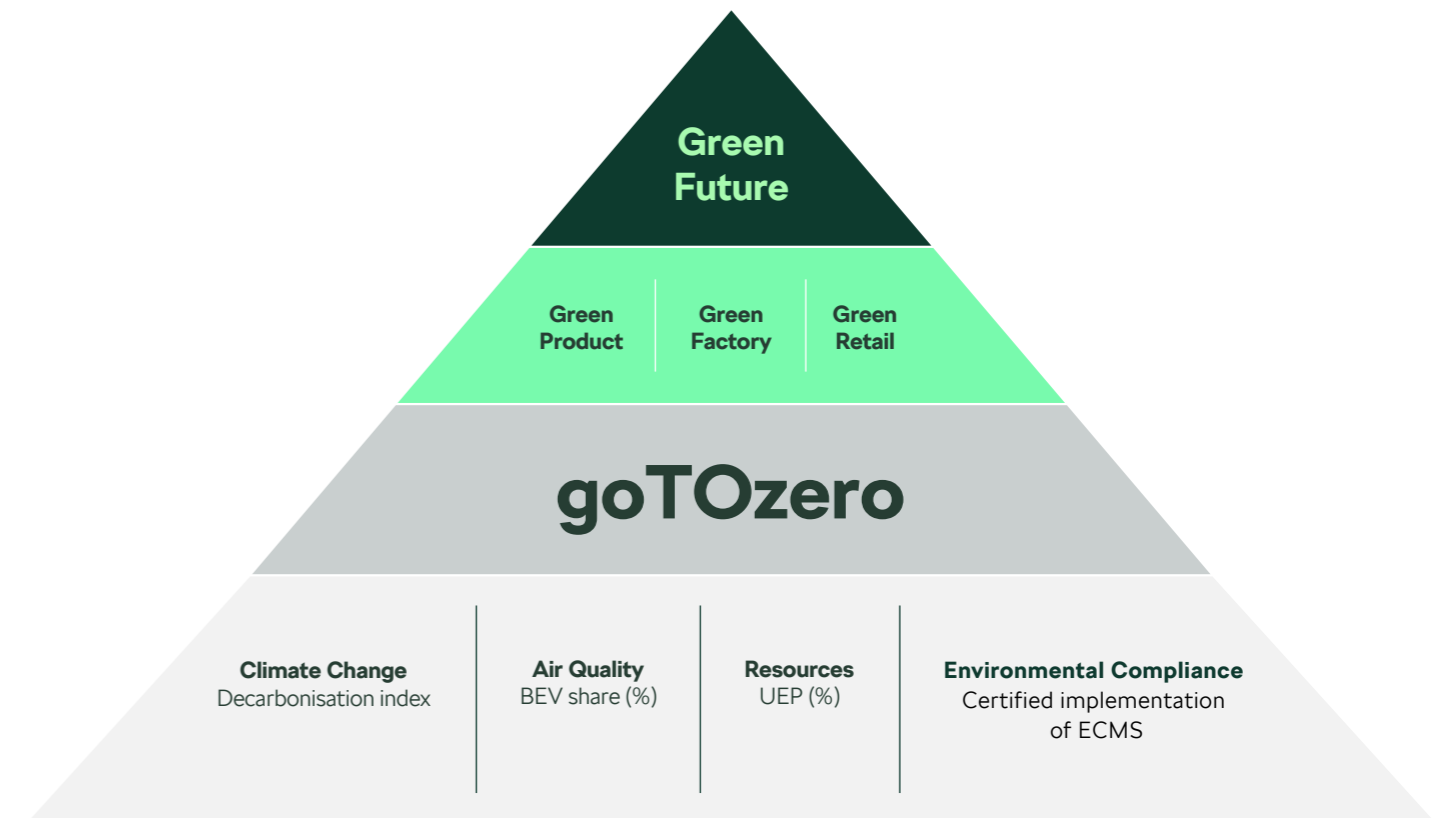 Green
Future
Green
Product
Green
Factory
Green
Retail
goTOzero
Climate Change
Decarbonisation index
Air Quality
BEV share (%)
Resources
UEP (%)
Environmental Compliance
Certified implementation
of ECMS